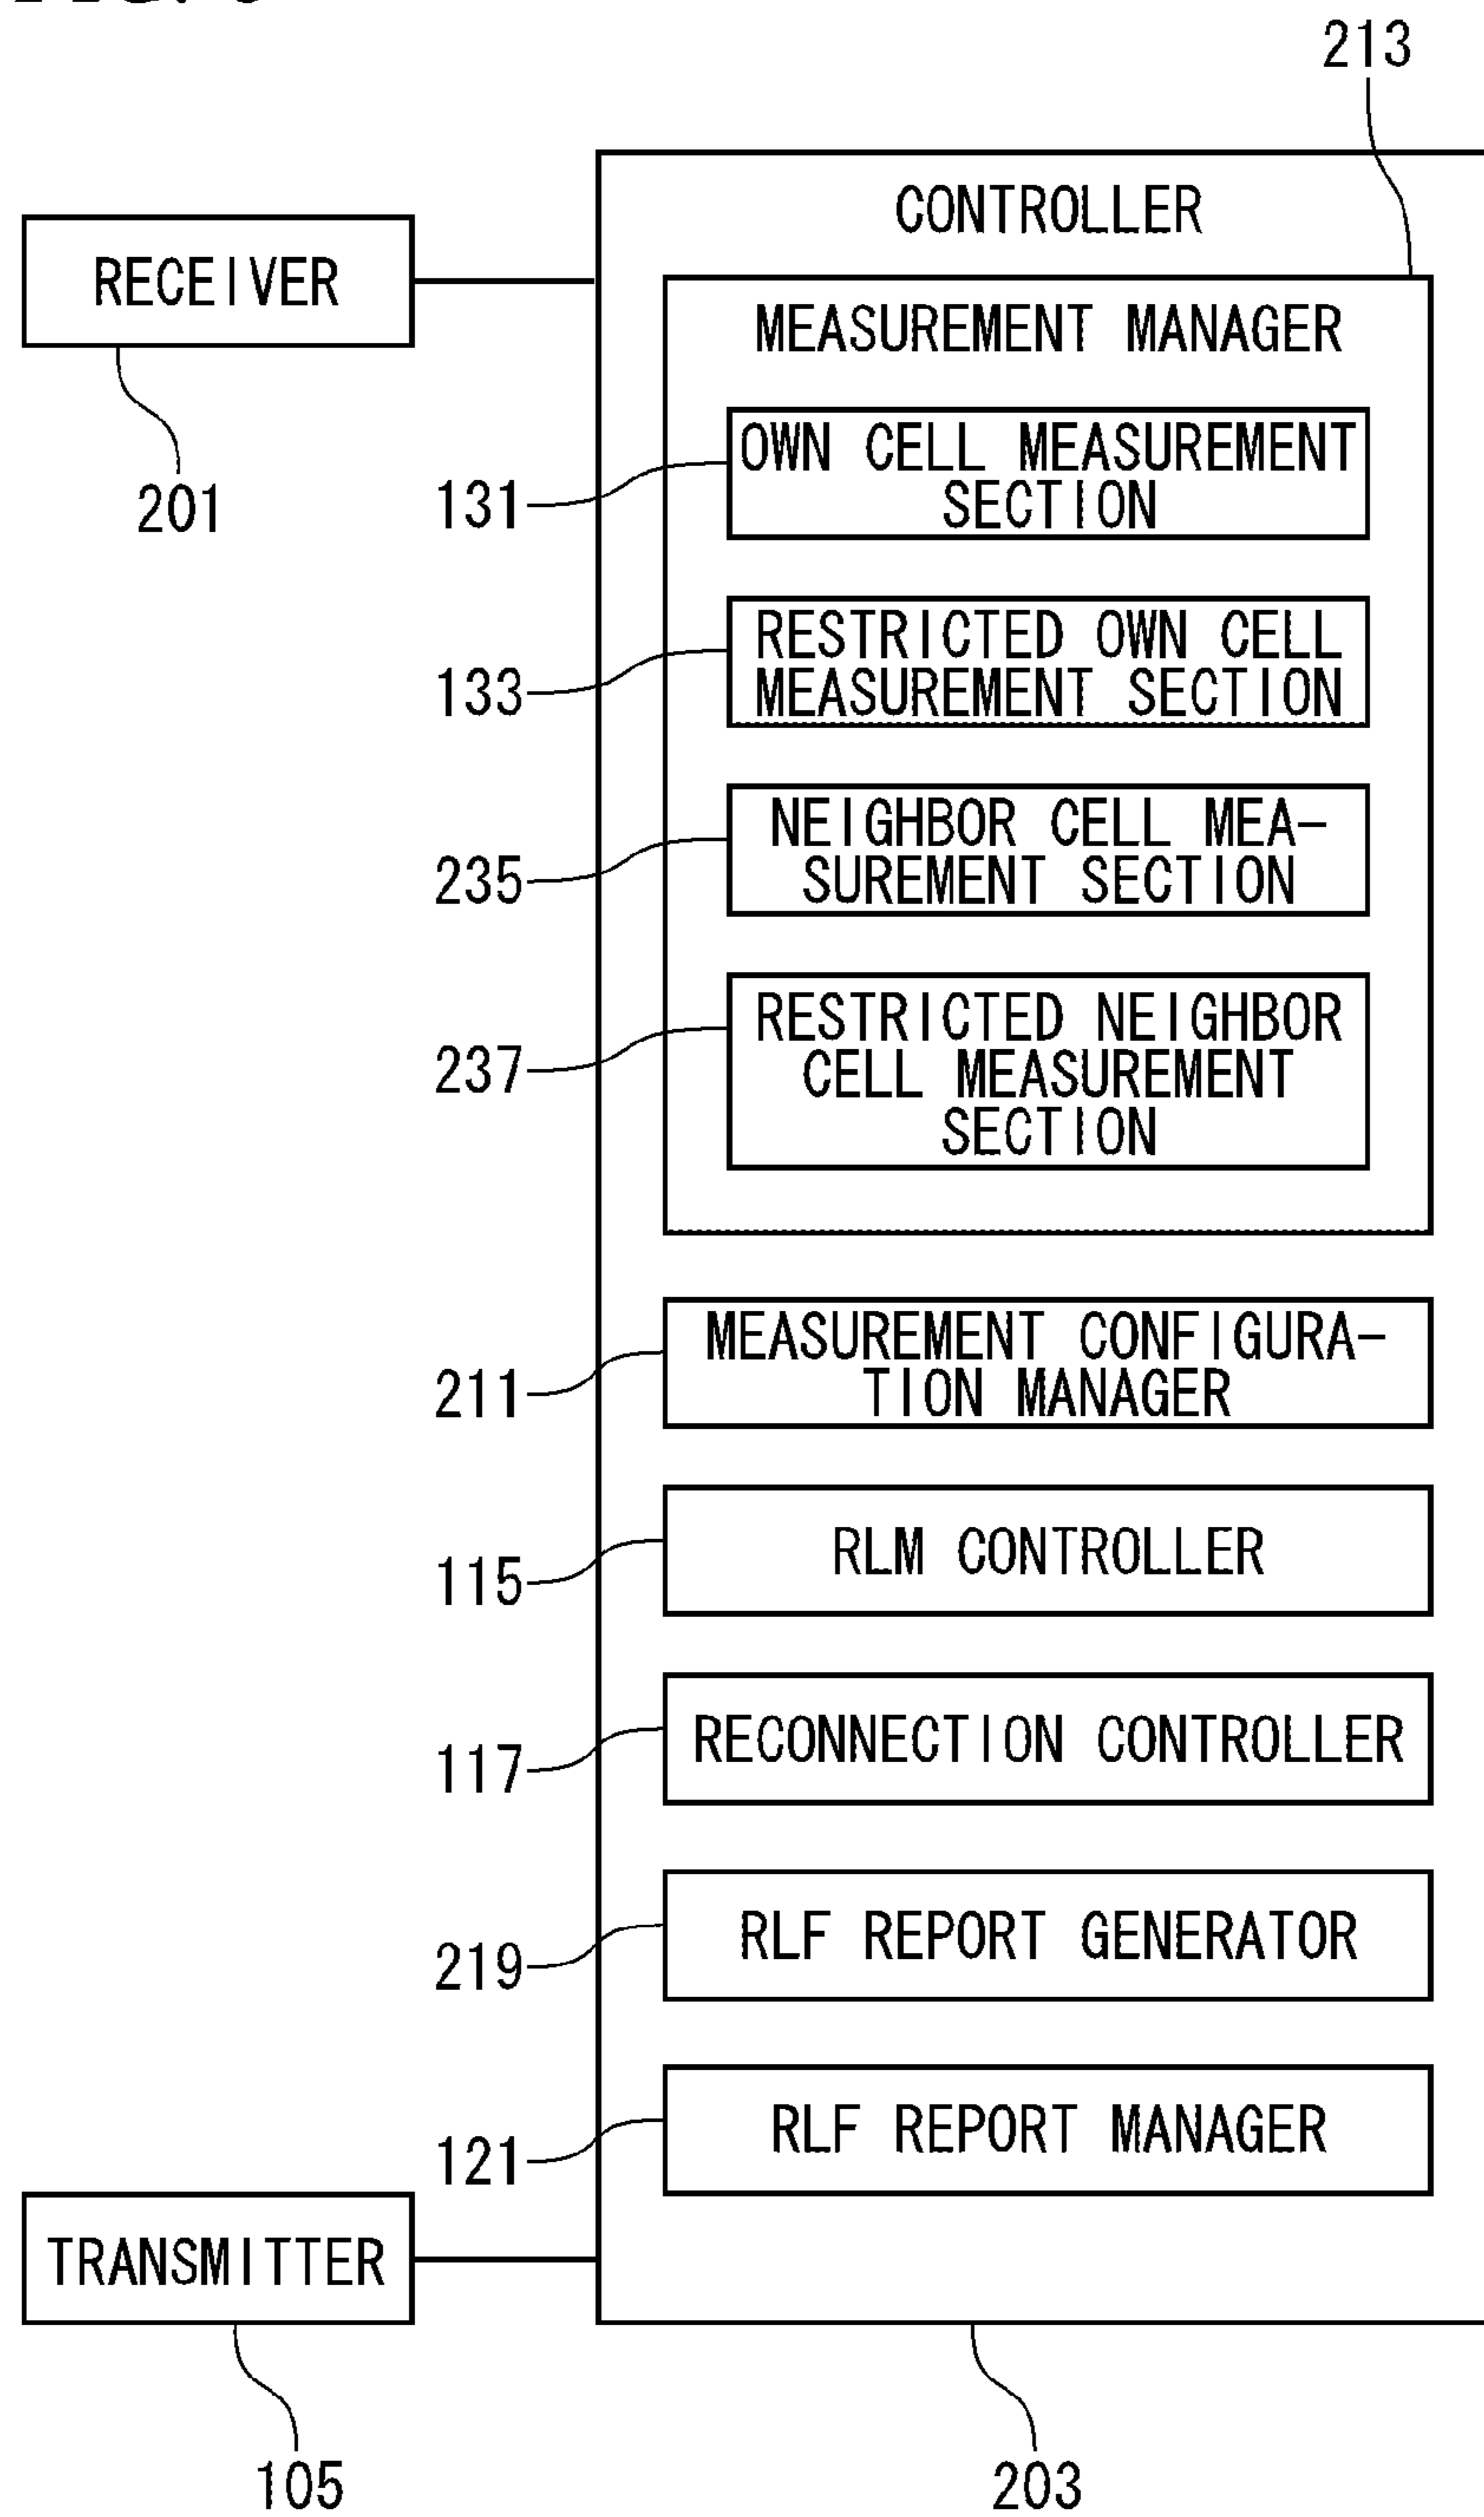 213
CONTROLLER
RECEIVER
201
MEASUREMENT MANAGER
131
OWN CELL MEASUREMENT
SECTION
133
RESTRICTED OWN CELL
MEASUREMENT SECTION
235
NEIGHBOR CELL MEA-
SUREMENT SECTION
237
RESTRICTED NEIGHBOR
CELL MEASUREMENT
SECTION
211
MEASUREMENT CONFIGURA-
TION MANAGER
115
RLM CONTROLLER
117
RECONNECTION CONTROLLER
219
RLF REPORT GENERATOR
121
RLF REPORT MANAGER
TRANSMITTER
105
203